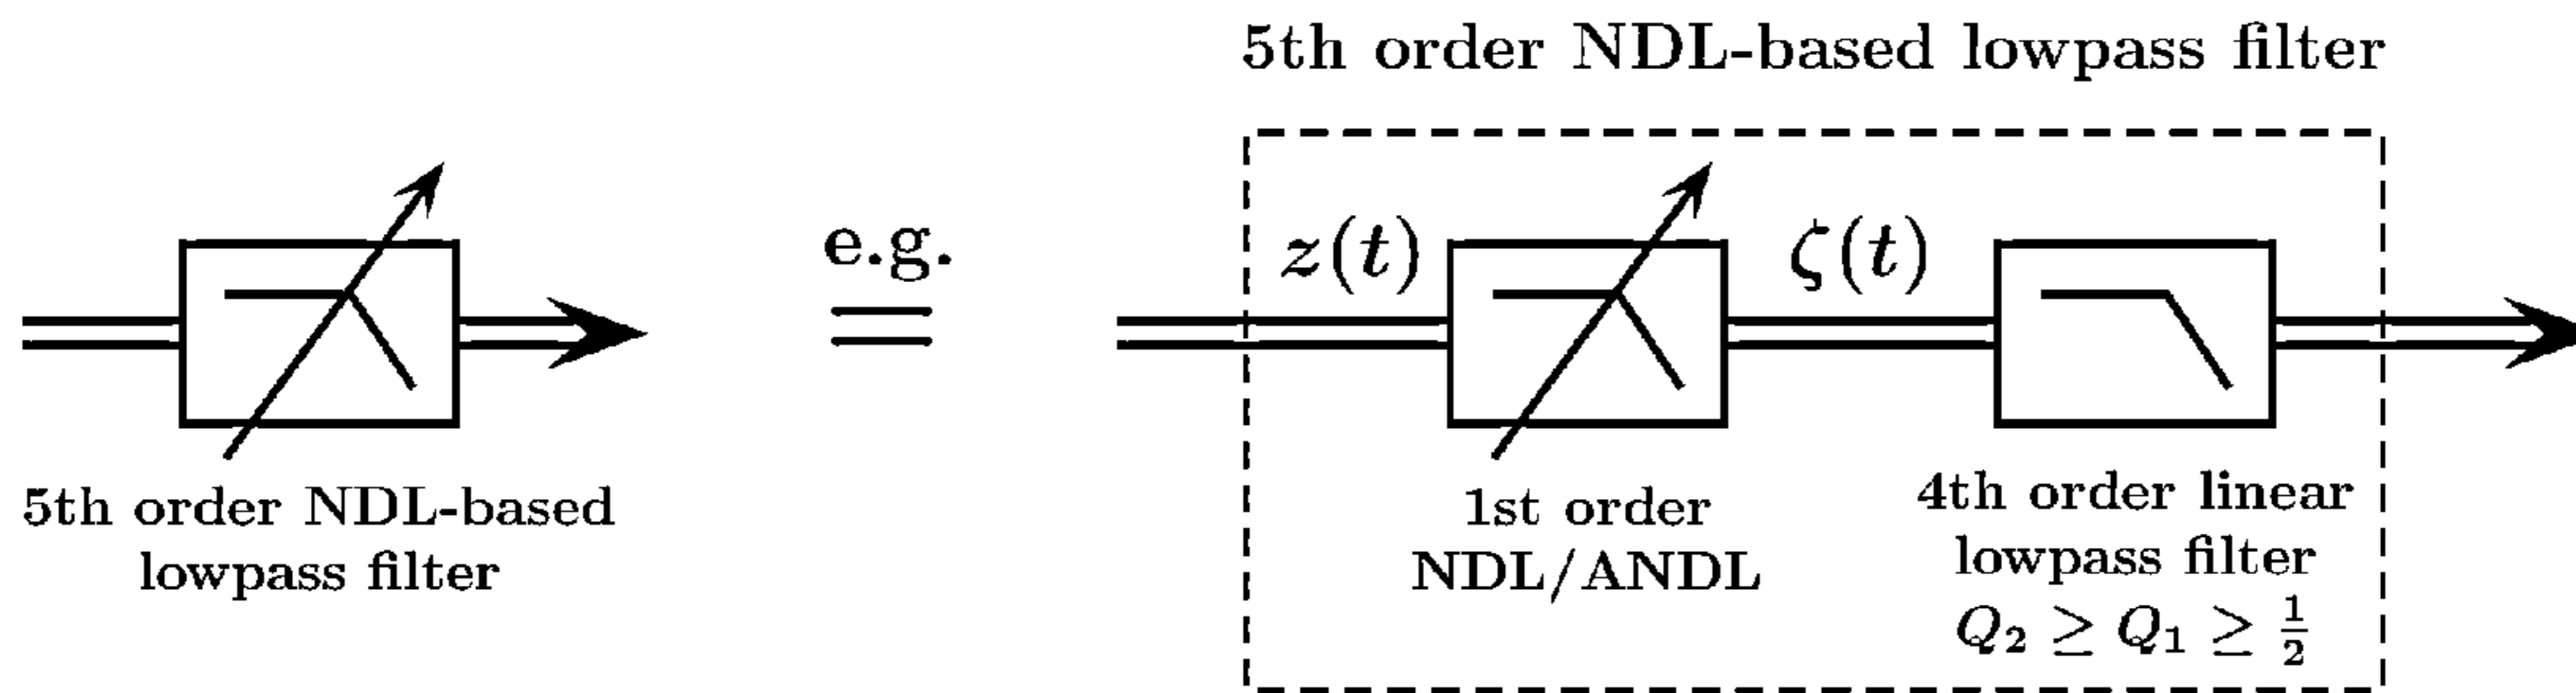 5th order NDL-based lowpass filter
e.g.
=
z(t)
ζ(t)
5th order NDL-based
lowpass filter
1st order
NDL/ANDL
4th order linear
lowpass filter
Q₂ ≥ Q₁ ≥ 1/2